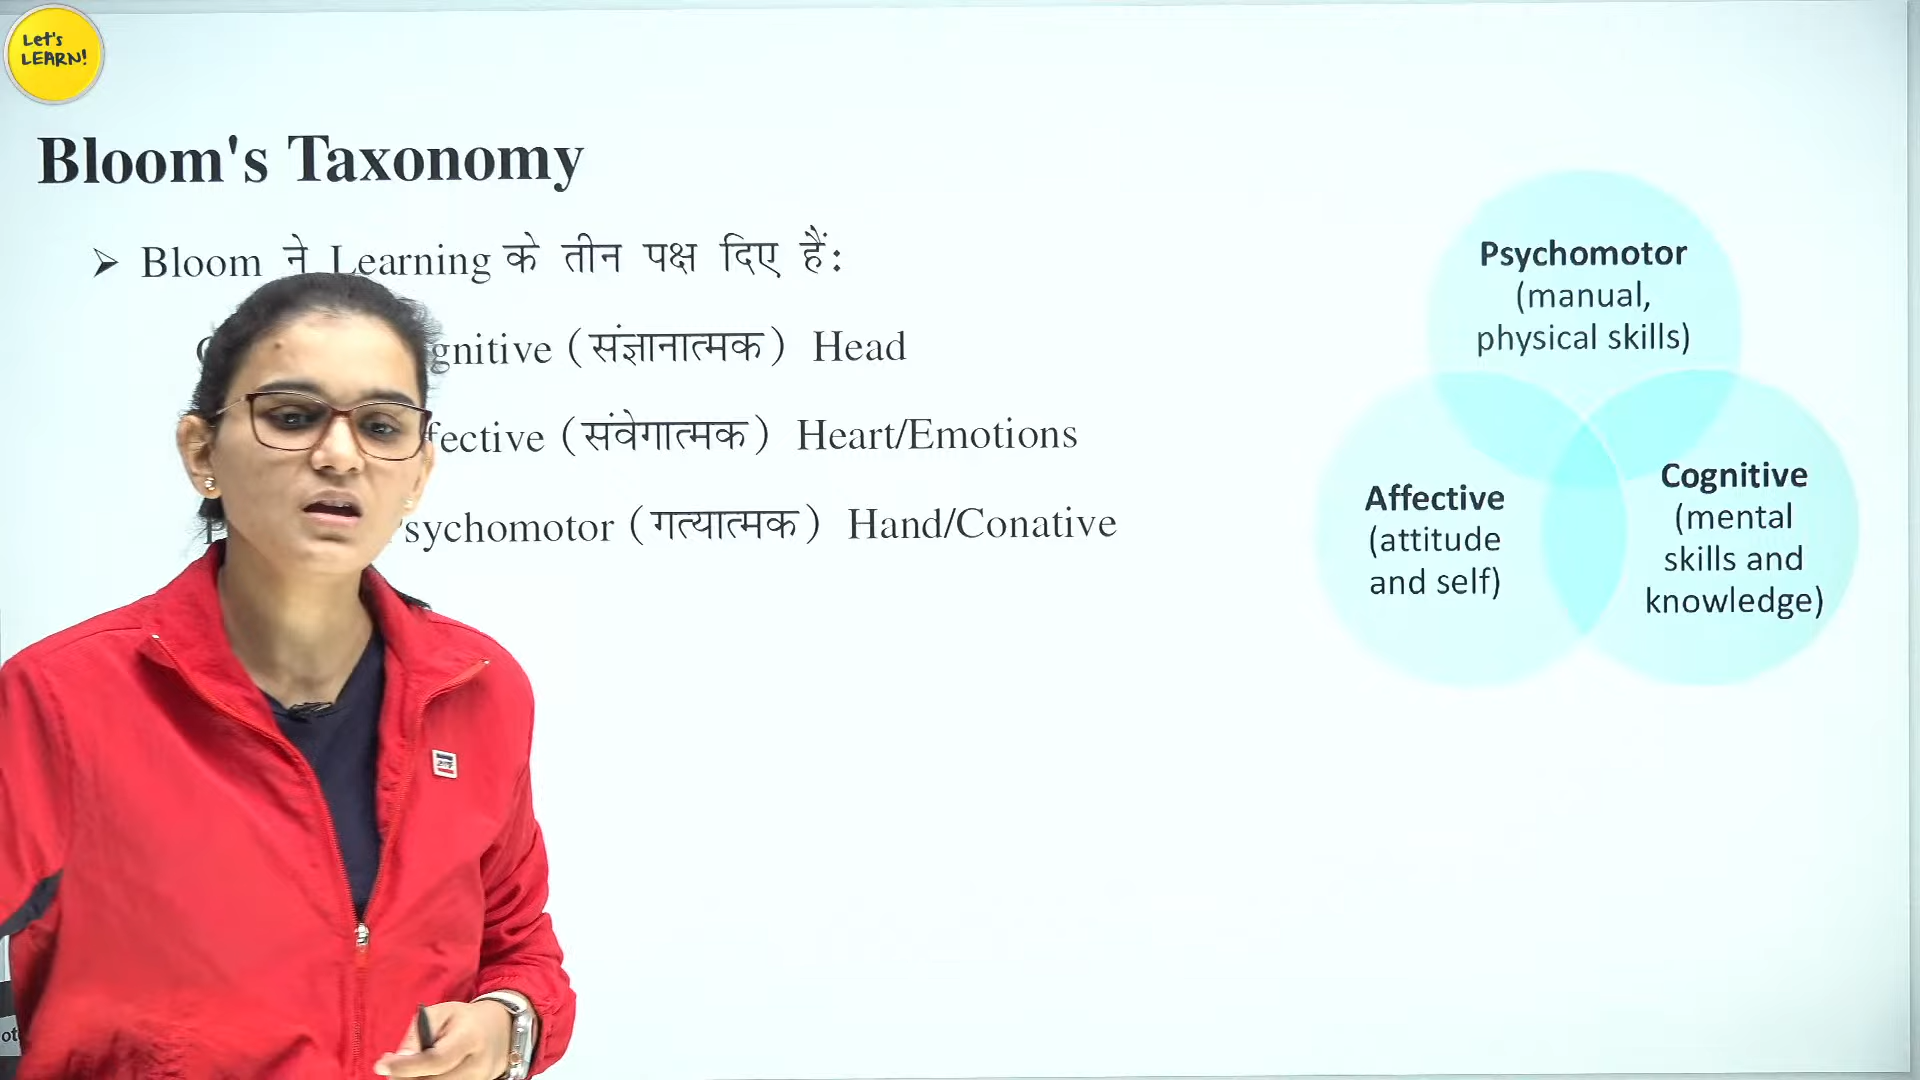 Let's
LEARN!
Bloom's Taxonomy
➤ Bloom ने Learning के तीन पक्ष दिए हैं:
gnitive (संज्ञानात्मक) Head
fective (संवेगात्मक) Heart/Emotions
sychomotor (गत्यात्मक) Hand/Conative
Psychomotor
(manual,
physical skills)
Affective
(attitude
and self)
Cognitive
(mental
skills and
knowledge)